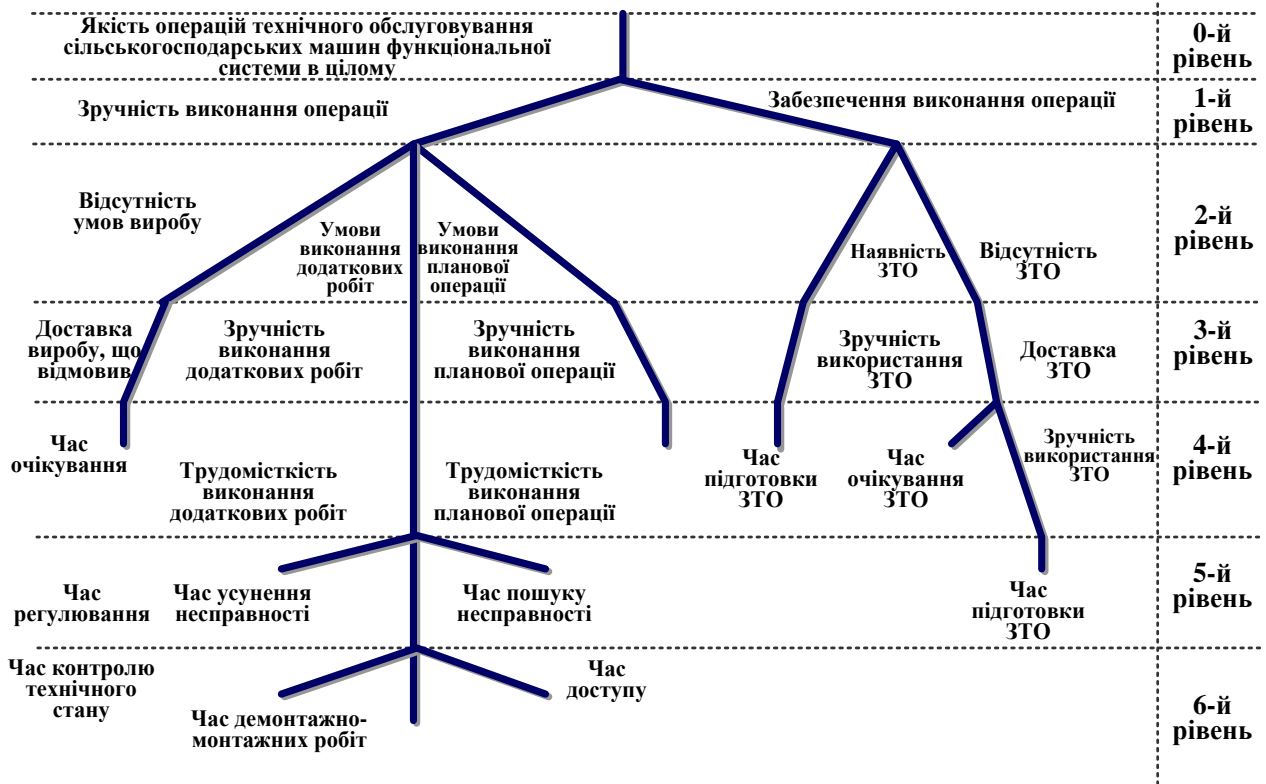 Якість операцій технічного обслуговування
сільськогосподарських машин функціональної
системи в цілому
0-й
рівень
Зручність виконання операції
Забезпечення виконання операції
1-й
рівень
Відсутність
умов виробу
Умови
виконання
додаткових
робіт
Умови
виконання
планової
операції
Наявність
ЗТО
Відсутність
ЗТО
2-й
рівень
Доставка
виробу, що
відмовив
Зручність
виконання
додаткових робіт
Зручність
виконання
планової операції
Зручність
використання
ЗТО
Доставка
ЗТО
3-й
рівень
Час
очікування
Трудомісткість
виконання
додаткових робіт
Трудомісткість
виконання
планової операції
Час
підготовки
ЗТО
Час
очікування
ЗТО
Зручність
використання
ЗТО
4-й
рівень
Час
регулювання
Час усунення
несправності
Час пошуку
несправності
Час
підготовки
ЗТО
5-й
рівень
Час контролю
технічного
стану
Час демонтажно-
монтажних робіт
Час
доступу
6-й
рівень